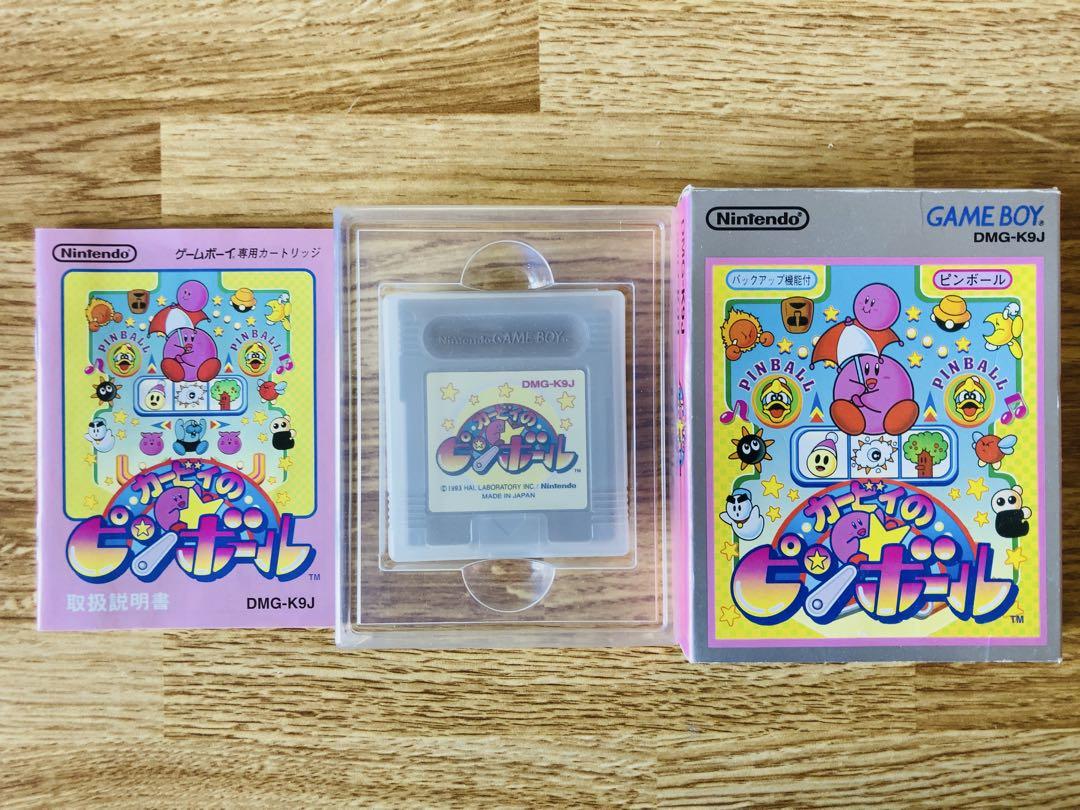 Nintendo
ゲームボーイ専用カートリッジ
PINBALL
PINBALL
カービィの
ピンボール
TM
取扱説明書
DMG-K9J
Nintendo GAME BOY
DMG-K9J
カービィの
ピンボール
TM
©1993 HAL LABORATORY INC./Nintendo
MADE IN JAPAN
DMG-K9J
Nintendo
GAME BOY
DMG-K9J
バックアップ機能付
ピンボール
PINBALL
PINBALL
カービィの
ピンボール
TM